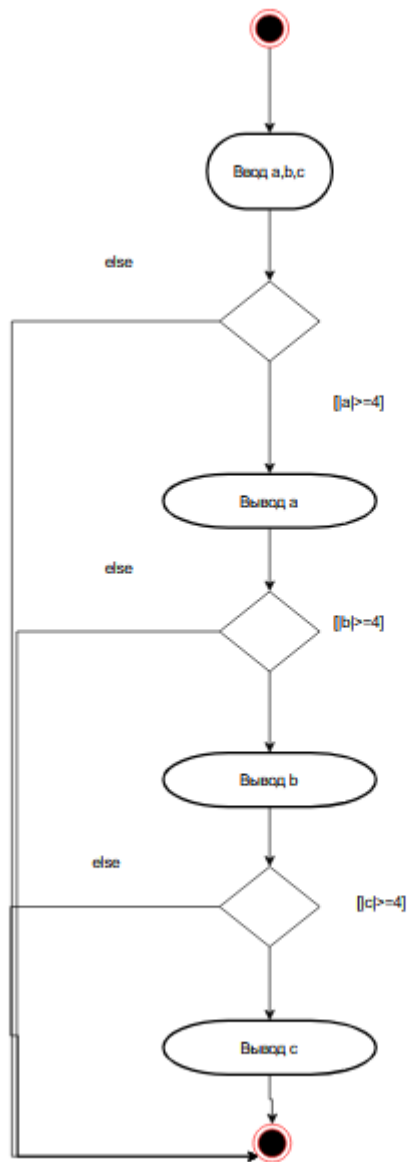 Ввод a,b,c
else
[|a|>=4]
Вывод a
else
[|b|>=4]
Вывод b
else
[|c|>=4]
Вывод c